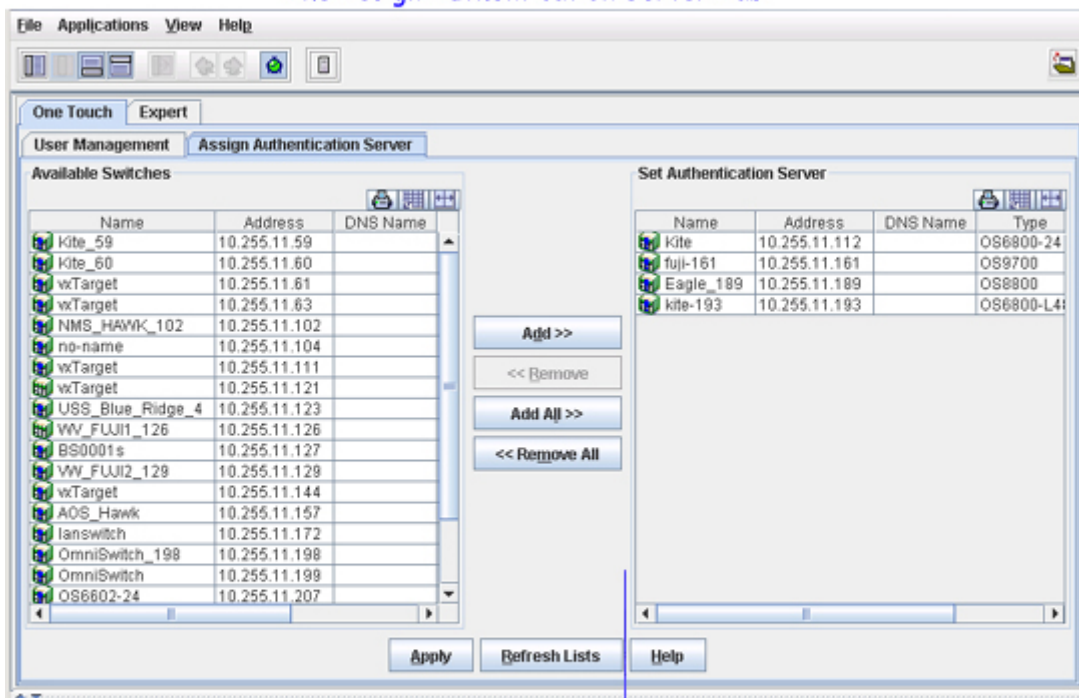 File Applications View Help
One Touch Expert
User Management Assign Authentication Server
Available Switches
Name Address DNS Name
Kite_59 10.255.11.59
Kite_60 10.255.11.60
vxTarget 10.255.11.61
vxTarget 10.255.11.63
NMS_HAWK_102 10.255.11.102
no-name 10.255.11.104
vxTarget 10.255.11.111
vxTarget 10.255.11.121
USS_Blue_Ridge_4 10.255.11.123
WV_FUJI1_126 10.255.11.126
BS0001s 10.255.11.127
VW_FUJI2_129 10.255.11.129
vxTarget 10.255.11.144
AOS_Hawk 10.255.11.157
lanswitch 10.255.11.172
OmniSwitch_198 10.255.11.198
OmniSwitch 10.255.11.199
OS6602-24 10.255.11.207
Add >>
<< Remove
Add All >>
<< Remove All
Set Authentication Server
Name Address DNS Name Type
Kite 10.255.11.112 OS6800-24
fuji-161 10.255.11.161 OS9700
Eagle_189 10.255.11.189 OS8800
kite-193 10.255.11.193 OS6800-L48
Apply Refresh Lists Help